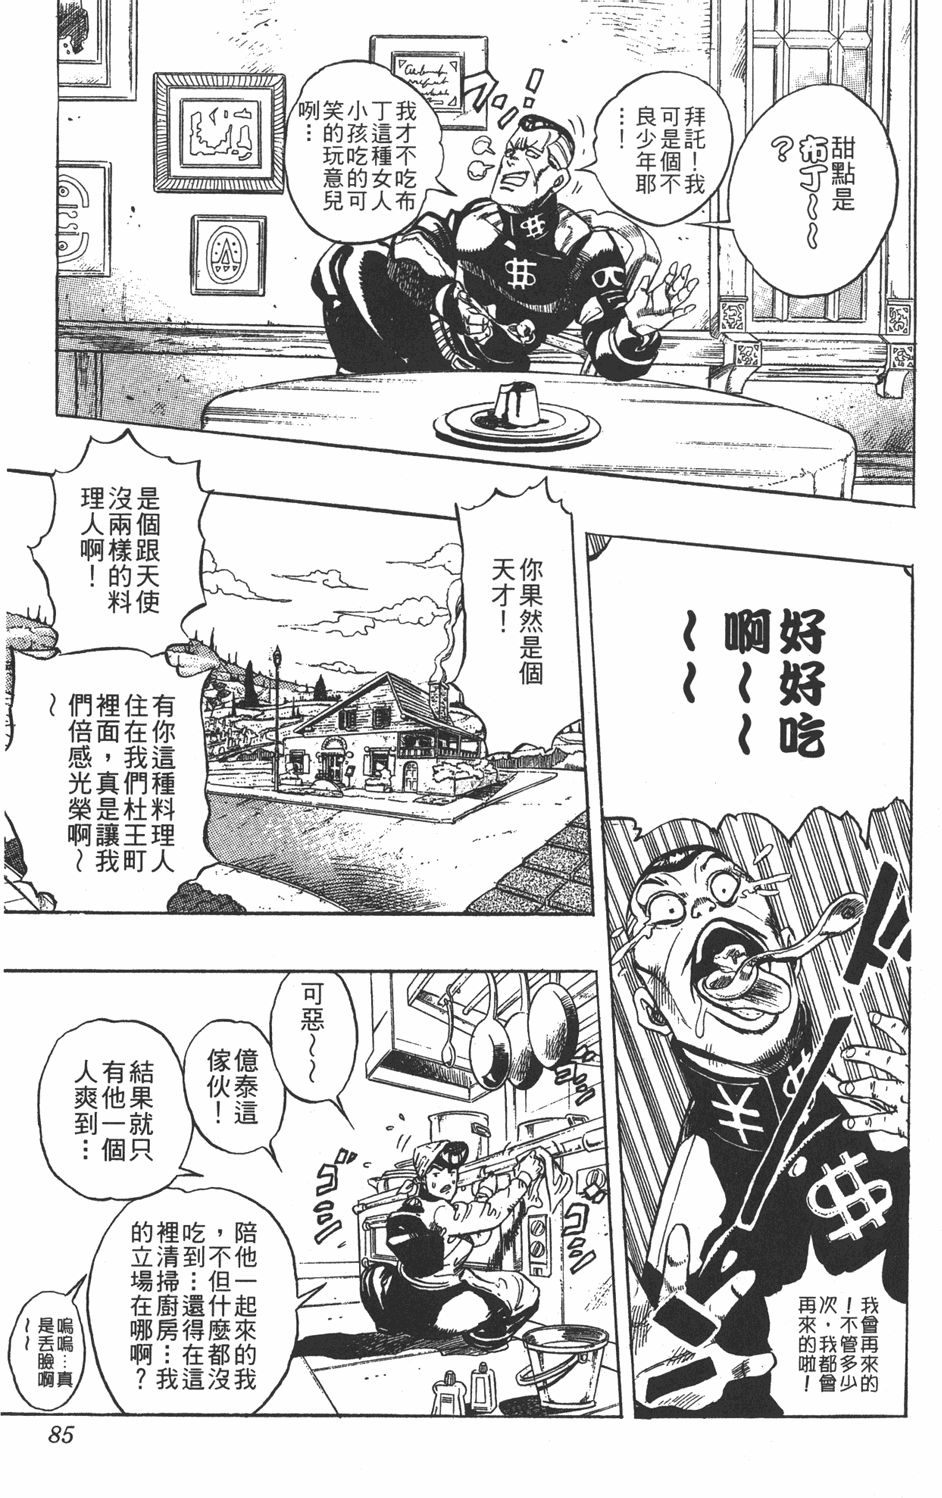 甜點是
布丁～～
？
拜託！我
可是個不
良少年耶
…！
我才不吃布
丁這種女人
小孩吃的可
笑的玩意兒
咧…
好好吃
啊～～
～～
你果然是個
天才！
是個跟天使
沒兩樣的料
理人啊！
有你這種料理人
住在我們杜王町
裡面，真是讓我
們倍感光榮啊～
～
我會再來的
！不管多少
次，我都會
再來的啦！
可惡～～
億泰這
傢伙！
結果就只
有他一個
人爽到…
陪他一起來的我
，不但什麼都沒
吃到…還得在這
裡清掃廚房…我
的立場在哪啊？
嗚嗚…真
是丟臉啊
～～
85